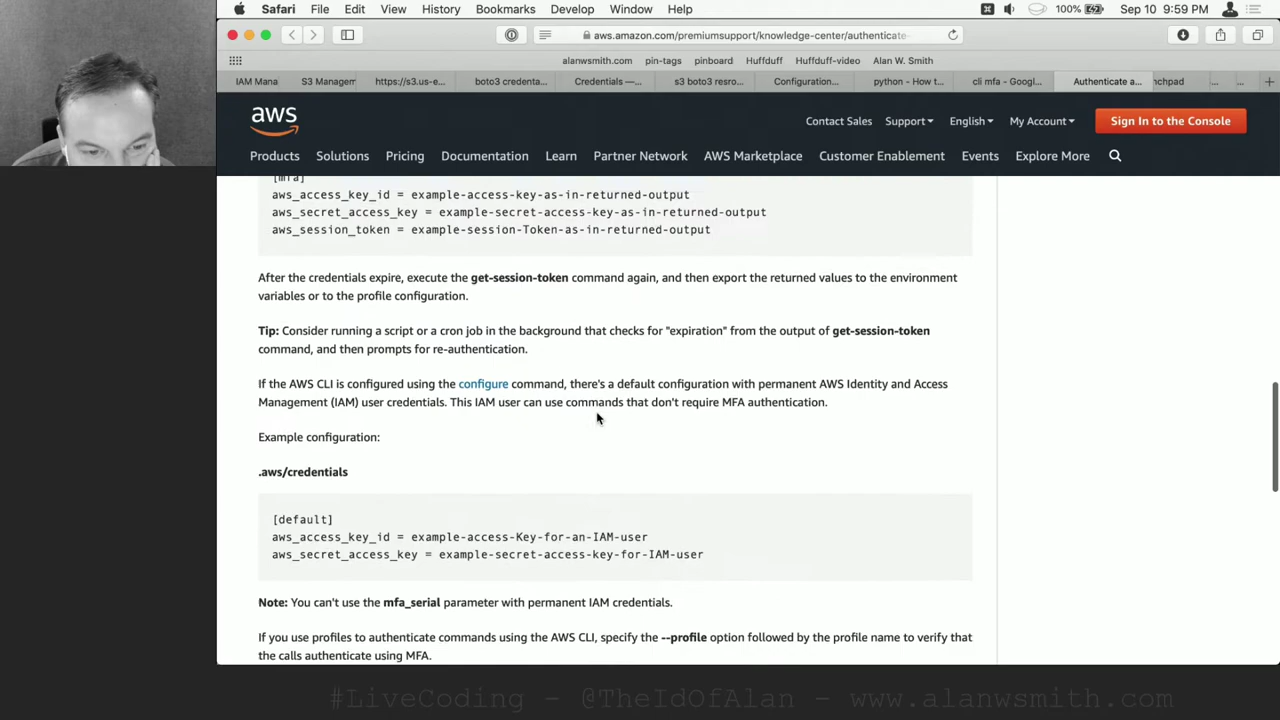 Safari File Edit View History Bookmarks Develop Window Help 100% Sep 10 9:59 PM
aws.amazon.com/premiumsupport/knowledge-center/authenticate-
alanwsmith.com pin-tags pinboard Huffduff Huffduff-video Alan W. Smith
IAM Mana S3 Managem https://s3.us-e... boto3 credenta... Credentials —... s3 boto3 resro... Configuration... python - How t... cli mfa - Googl... Authenticate a... nchpad ... ...
aws
Contact Sales Support English My Account Sign In to the Console
Products Solutions Pricing Documentation Learn Partner Network AWS Marketplace Customer Enablement Events Explore More
[mfa]
aws_access_key_id = example-access-key-as-in-returned-output
aws_secret_access_key = example-secret-access-key-as-in-returned-output
aws_session_token = example-session-Token-as-in-returned-output
After the credentials expire, execute the get-session-token command again, and then export the returned values to the environment
variables or to the profile configuration.
Tip: Consider running a script or a cron job in the background that checks for "expiration" from the output of get-session-token
command, and then prompts for re-authentication.
If the AWS CLI is configured using the configure command, there's a default configuration with permanent AWS Identity and Access
Management (IAM) user credentials. This IAM user can use commands that don't require MFA authentication.
Example configuration:
.aws/credentials
[default]
aws_access_key_id = example-access-Key-for-an-IAM-user
aws_secret_access_key = example-secret-access-key-for-IAM-user
Note: You can't use the mfa_serial parameter with permanent IAM credentials.
If you use profiles to authenticate commands using the AWS CLI, specify the --profile option followed by the profile name to verify that
the calls authenticate using MFA.
#LiveCoding - @TheIdOfAlan - www.alanwsmith.com